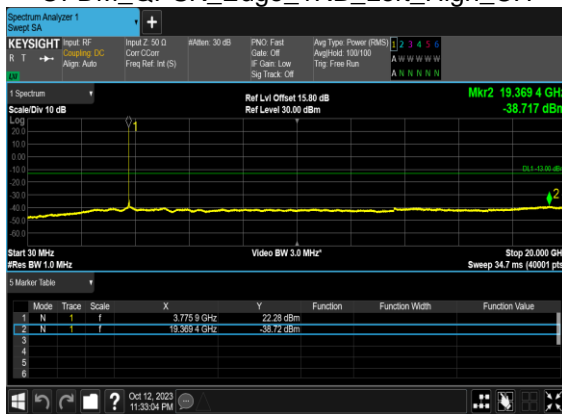 Spectrum Analyzer 1
Swept SA
+
KEYSIGHT
R T
LU
Input: RF
Coupling: DC
Align: Auto
Input Z: 50 Ω
Corr CCorr
Freq Ref: Int (S)
#Atten: 30 dB
PNO: Fast
Gate: Off
IF Gain: Low
Sig Track: Off
Avg Type: Power (RMS)
Avg|Hold: 100/100
Trig: Free Run
1 2 3 4 5 6
A W W W W W
A N N N N N
1 Spectrum
Scale/Div 10 dB
Ref Lvl Offset 15.80 dB
Ref Level 30.00 dBm
Mkr2 19.369 4 GHz
-38.717 dBm
Log
20.0
10.0
0.00
-10.0
-20.0
-30.0
-40.0
-50.0
-60.0
1
DL1 -13.00 dBm
2
Start 30 MHz
#Res BW 1.0 MHz
Video BW 3.0 MHz*
Stop 20.000 GHz
Sweep 34.7 ms (40001 pts)
5 Marker Table
Mode Trace Scale X Y Function Function Width Function Value
1 N 1 f 3.775 9 GHz 22.28 dBm
2 N 1 f 19.369 4 GHz -38.72 dBm
3
4
5
6
?
Oct 12, 2023
11:33:04 PM